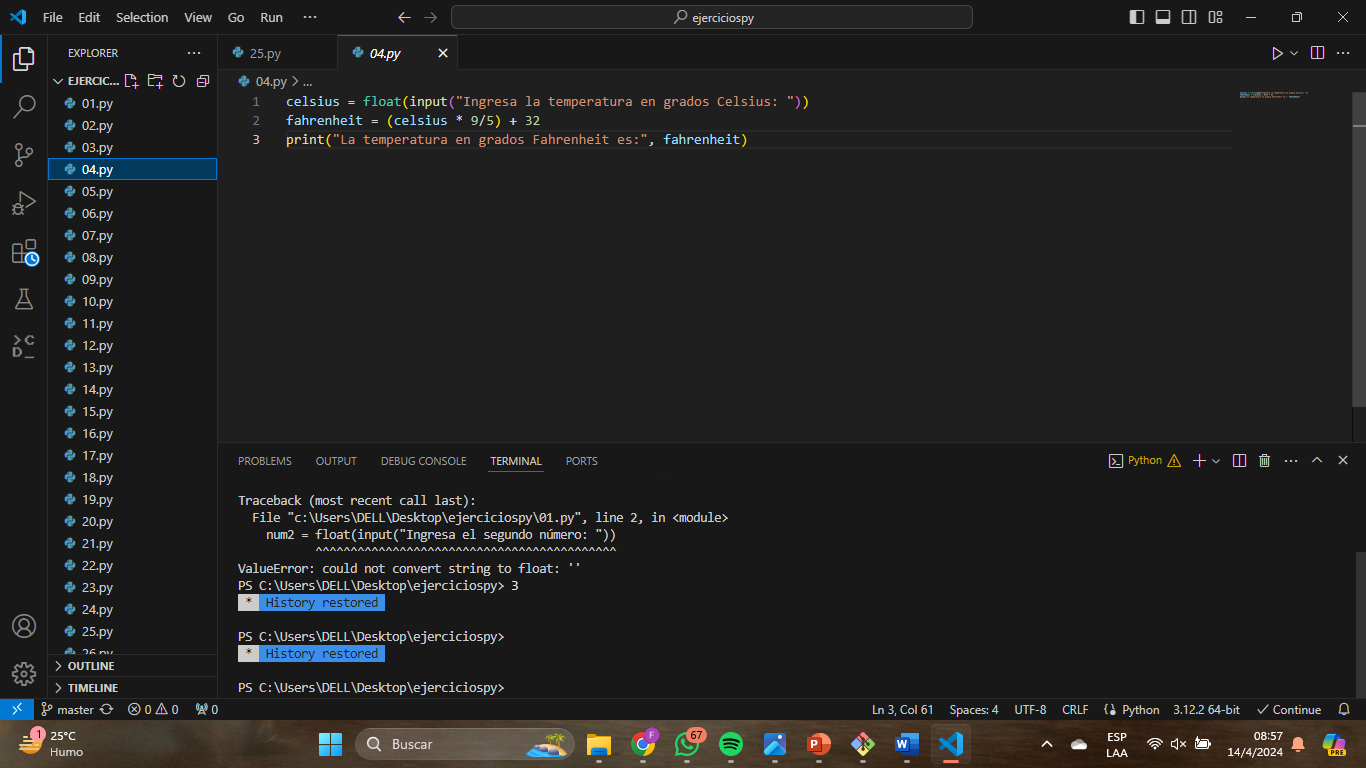 File Edit Selection View Go Run ··· ejerciciospy
EXPLORER ···
25.py 04.py
EJERCIC...
04.py > ...
01.py
02.py
03.py
04.py
05.py
06.py
07.py
08.py
09.py
10.py
11.py
12.py
13.py
14.py
15.py
16.py
17.py
18.py
19.py
20.py
21.py
22.py
23.py
24.py
25.py
26.py
OUTLINE
TIMELINE
1 celsius = float(input("Ingresa la temperatura en grados Celsius: "))
2 fahrenheit = (celsius * 9/5) + 32
3 print("La temperatura en grados Fahrenheit es:", fahrenheit)
PROBLEMS OUTPUT DEBUG CONSOLE TERMINAL PORTS Python
Traceback (most recent call last):
File "c:\Users\DELL\Desktop\ejerciciospy\01.py", line 2, in <module>
num2 = float(input("Ingresa el segundo número: "))
^^^^^^^^^^^^^^^^^^^^^^^^^^^^^^^^^^^^^^^^^^^
ValueError: could not convert string to float: ''
PS C:\Users\DELL\Desktop\ejerciciospy> 3
* History restored
PS C:\Users\DELL\Desktop\ejerciciospy>
* History restored
PS C:\Users\DELL\Desktop\ejerciciospy>
master 0 0 0 Ln 3, Col 61 Spaces: 4 UTF-8 CRLF Python 3.12.2 64-bit Continue
1 25°C
Humo
Buscar
F
67
ESP
LAA
08:57
14/4/2024
PRE